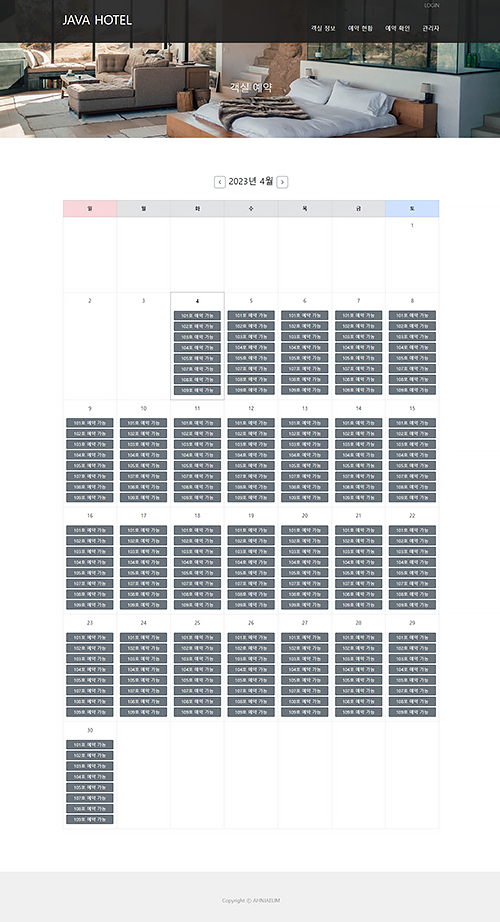 LOGIN
JAVA HOTEL
객실 정보 예약 현황 예약 확인 관리자
객실 예약
2023년 4월
일 월 화 수 목 금 토
1
2 3 4 5 6 7 8
101호 예약 가능 101호 예약 가능 101호 예약 가능 101호 예약 가능 101호 예약 가능
102호 예약 가능 102호 예약 가능 102호 예약 가능 102호 예약 가능 102호 예약 가능
103호 예약 가능 103호 예약 가능 103호 예약 가능 103호 예약 가능 103호 예약 가능
104호 예약 가능 104호 예약 가능 104호 예약 가능 104호 예약 가능 104호 예약 가능
105호 예약 가능 105호 예약 가능 105호 예약 가능 105호 예약 가능 105호 예약 가능
107호 예약 가능 107호 예약 가능 107호 예약 가능 107호 예약 가능 107호 예약 가능
108호 예약 가능 108호 예약 가능 108호 예약 가능 108호 예약 가능 108호 예약 가능
109호 예약 가능 109호 예약 가능 109호 예약 가능 109호 예약 가능 109호 예약 가능
9 10 11 12 13 14 15
101호 예약 가능 101호 예약 가능 101호 예약 가능 101호 예약 가능 101호 예약 가능 101호 예약 가능 101호 예약 가능
102호 예약 가능 102호 예약 가능 102호 예약 가능 102호 예약 가능 102호 예약 가능 102호 예약 가능 102호 예약 가능
103호 예약 가능 103호 예약 가능 103호 예약 가능 103호 예약 가능 103호 예약 가능 103호 예약 가능 103호 예약 가능
104호 예약 가능 104호 예약 가능 104호 예약 가능 104호 예약 가능 104호 예약 가능 104호 예약 가능 104호 예약 가능
105호 예약 가능 105호 예약 가능 105호 예약 가능 105호 예약 가능 105호 예약 가능 105호 예약 가능 105호 예약 가능
107호 예약 가능 107호 예약 가능 107호 예약 가능 107호 예약 가능 107호 예약 가능 107호 예약 가능 107호 예약 가능
108호 예약 가능 108호 예약 가능 108호 예약 가능 108호 예약 가능 108호 예약 가능 108호 예약 가능 108호 예약 가능
109호 예약 가능 109호 예약 가능 109호 예약 가능 109호 예약 가능 109호 예약 가능 109호 예약 가능 109호 예약 가능
16 17 18 19 20 21 22
101호 예약 가능 101호 예약 가능 101호 예약 가능 101호 예약 가능 101호 예약 가능 101호 예약 가능 101호 예약 가능
102호 예약 가능 102호 예약 가능 102호 예약 가능 102호 예약 가능 102호 예약 가능 102호 예약 가능 102호 예약 가능
103호 예약 가능 103호 예약 가능 103호 예약 가능 103호 예약 가능 103호 예약 가능 103호 예약 가능 103호 예약 가능
104호 예약 가능 104호 예약 가능 104호 예약 가능 104호 예약 가능 104호 예약 가능 104호 예약 가능 104호 예약 가능
105호 예약 가능 105호 예약 가능 105호 예약 가능 105호 예약 가능 105호 예약 가능 105호 예약 가능 105호 예약 가능
107호 예약 가능 107호 예약 가능 107호 예약 가능 107호 예약 가능 107호 예약 가능 107호 예약 가능 107호 예약 가능
108호 예약 가능 108호 예약 가능 108호 예약 가능 108호 예약 가능 108호 예약 가능 108호 예약 가능 108호 예약 가능
109호 예약 가능 109호 예약 가능 109호 예약 가능 109호 예약 가능 109호 예약 가능 109호 예약 가능 109호 예약 가능
23 24 25 26 27 28 29
101호 예약 가능 101호 예약 가능 101호 예약 가능 101호 예약 가능 101호 예약 가능 101호 예약 가능 101호 예약 가능
102호 예약 가능 102호 예약 가능 102호 예약 가능 102호 예약 가능 102호 예약 가능 102호 예약 가능 102호 예약 가능
103호 예약 가능 103호 예약 가능 103호 예약 가능 103호 예약 가능 103호 예약 가능 103호 예약 가능 103호 예약 가능
104호 예약 가능 104호 예약 가능 104호 예약 가능 104호 예약 가능 104호 예약 가능 104호 예약 가능 104호 예약 가능
105호 예약 가능 105호 예약 가능 105호 예약 가능 105호 예약 가능 105호 예약 가능 105호 예약 가능 105호 예약 가능
107호 예약 가능 107호 예약 가능 107호 예약 가능 107호 예약 가능 107호 예약 가능 107호 예약 가능 107호 예약 가능
108호 예약 가능 108호 예약 가능 108호 예약 가능 108호 예약 가능 108호 예약 가능 108호 예약 가능 108호 예약 가능
109호 예약 가능 109호 예약 가능 109호 예약 가능 109호 예약 가능 109호 예약 가능 109호 예약 가능 109호 예약 가능
30
101호 예약 가능
102호 예약 가능
103호 예약 가능
104호 예약 가능
105호 예약 가능
107호 예약 가능
108호 예약 가능
109호 예약 가능
Copyright ⓒ AHNJAEUM